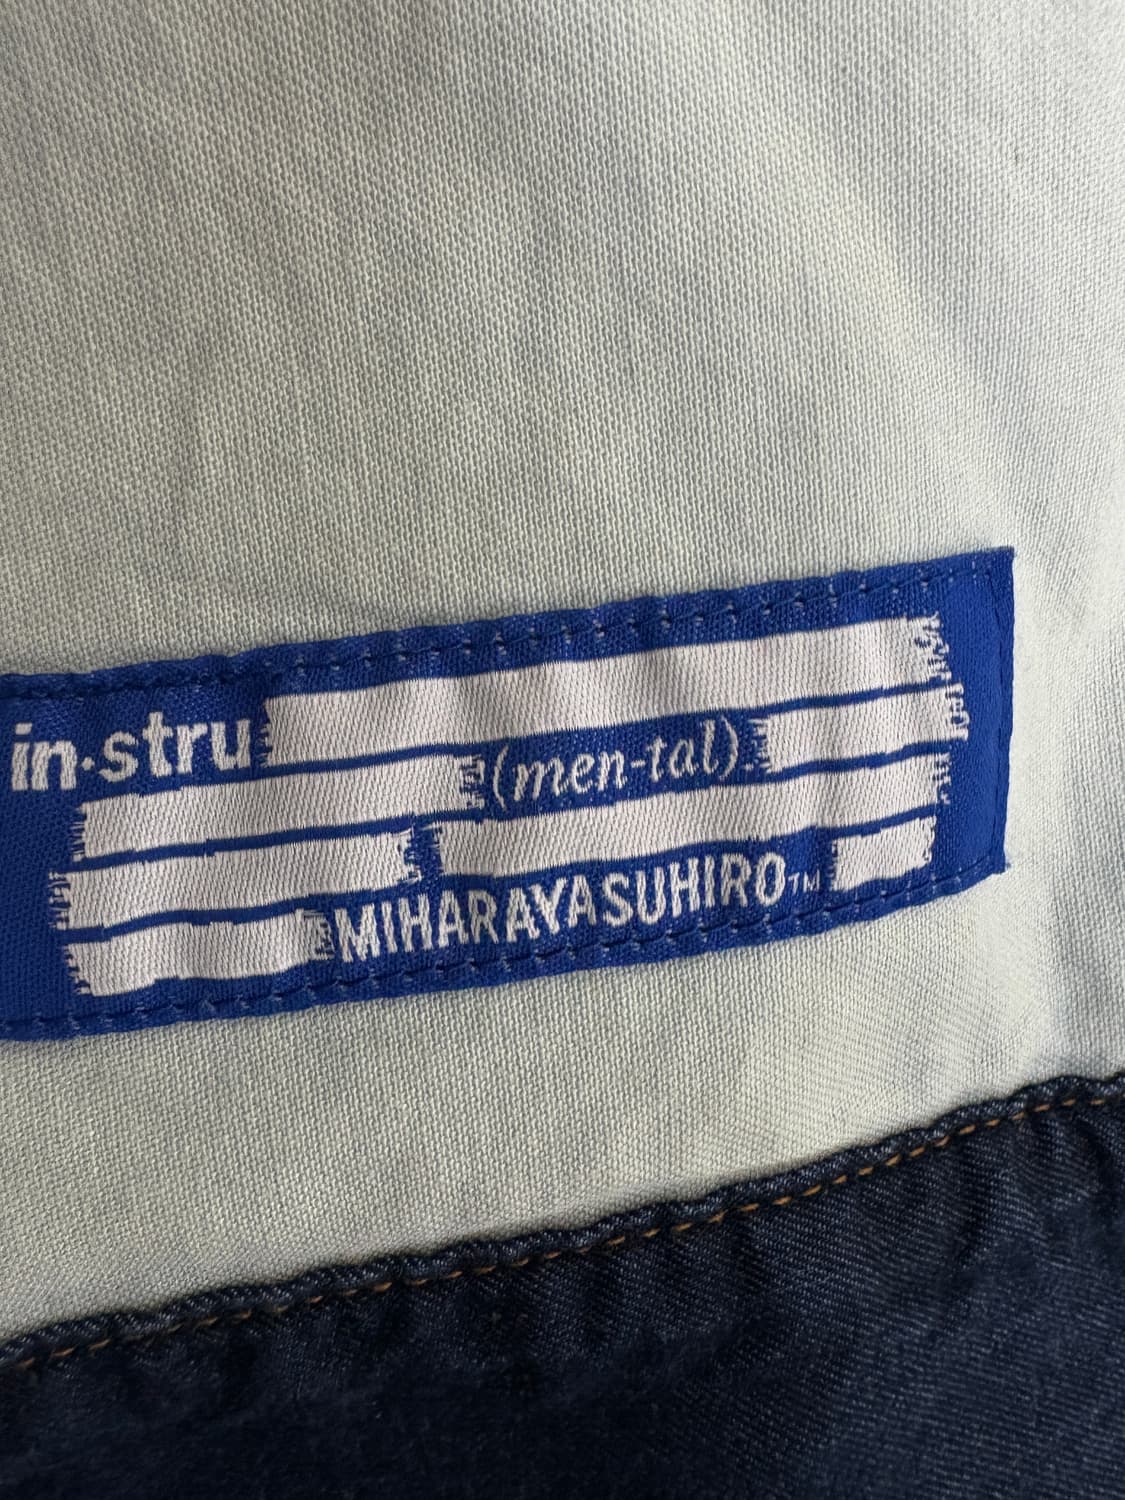 in·stru
(men-tal).
MIHARAYASUHIRO™